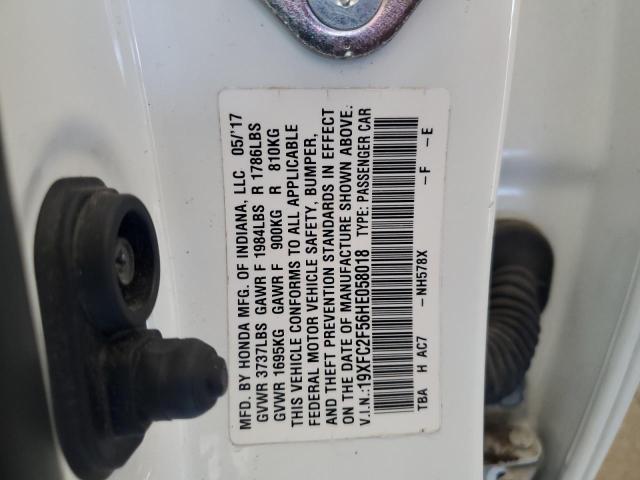 MFD. BY HONDA MFG. OF INDIANA, LLC 05/'17
GVWR 3737LBS GAWR F 1984LBS R 1786LBS
GVWR 1695KG GAWR F 900KG R 810KG
THIS VEHICLE CONFORMS TO ALL APPLICABLE
FEDERAL MOTOR VEHICLE SAFETY, BUMPER,
AND THEFT PREVENTION STANDARDS IN EFFECT
ON THE DATE OF MANUFACTURE SHOWN ABOVE.
V.I.N.:19XFC2F56HE058018 TYPE: PASSENGER CAR
TBA H AC7 –NH578X –F –E